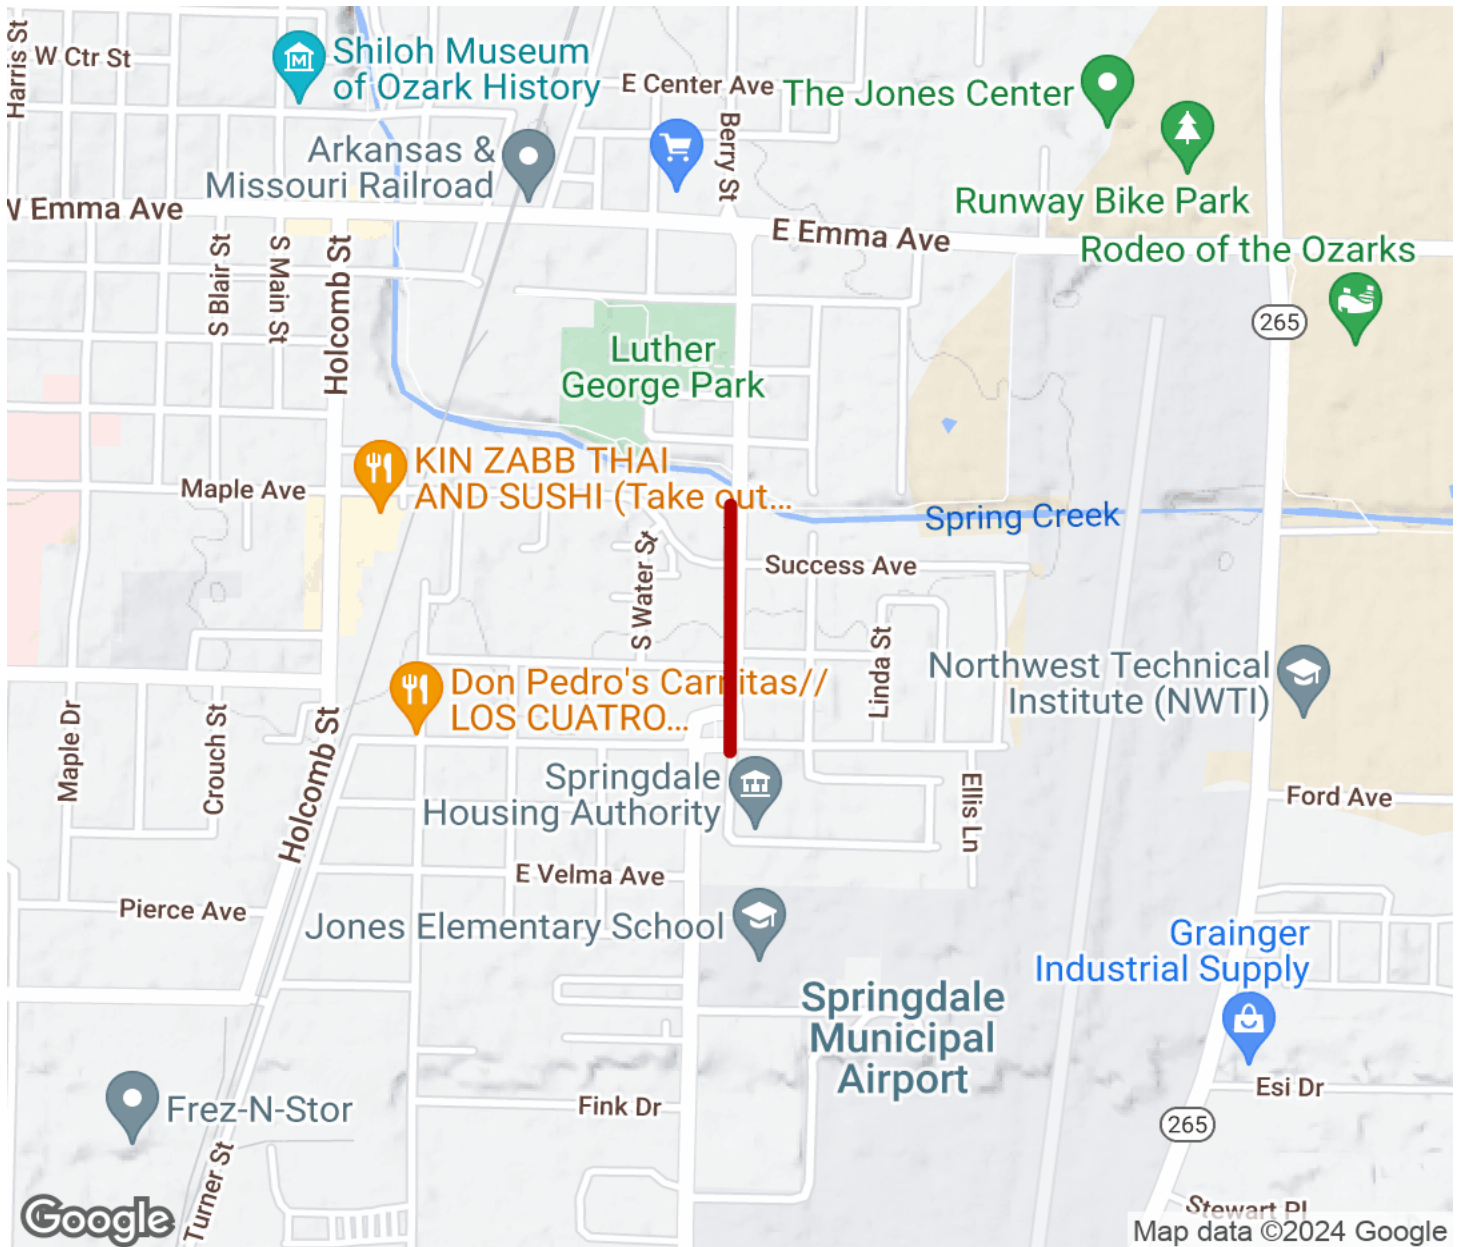 Harris St
W Ctr St
Shiloh Museum
of Ozark History
E Center Ave
The Jones Center
Berry St
Arkansas &
Missouri Railroad
Runway Bike Park
W Emma Ave
E Emma Ave
Rodeo of the Ozarks
S Blair St
S Main St
Holcomb St
265
Luther
George Park
KIN ZABB THAI
AND SUSHI (Take out...
Maple Ave
Spring Creek
S Water St
Success Ave
Linda St
Northwest Technical
Institute (NWTI)
Don Pedro's Carnitas//
LOS CUATRO...
Maple Dr
Crouch St
Holcomb St
Springdale
Housing Authority
Ellis Ln
Ford Ave
E Velma Ave
Pierce Ave
Jones Elementary School
Grainger
Industrial Supply
Springdale
Municipal
Airport
Esi Dr
Frez-N-Stor
Fink Dr
265
Turner St
Stewart Pl
Google
Map data ©2024 Google